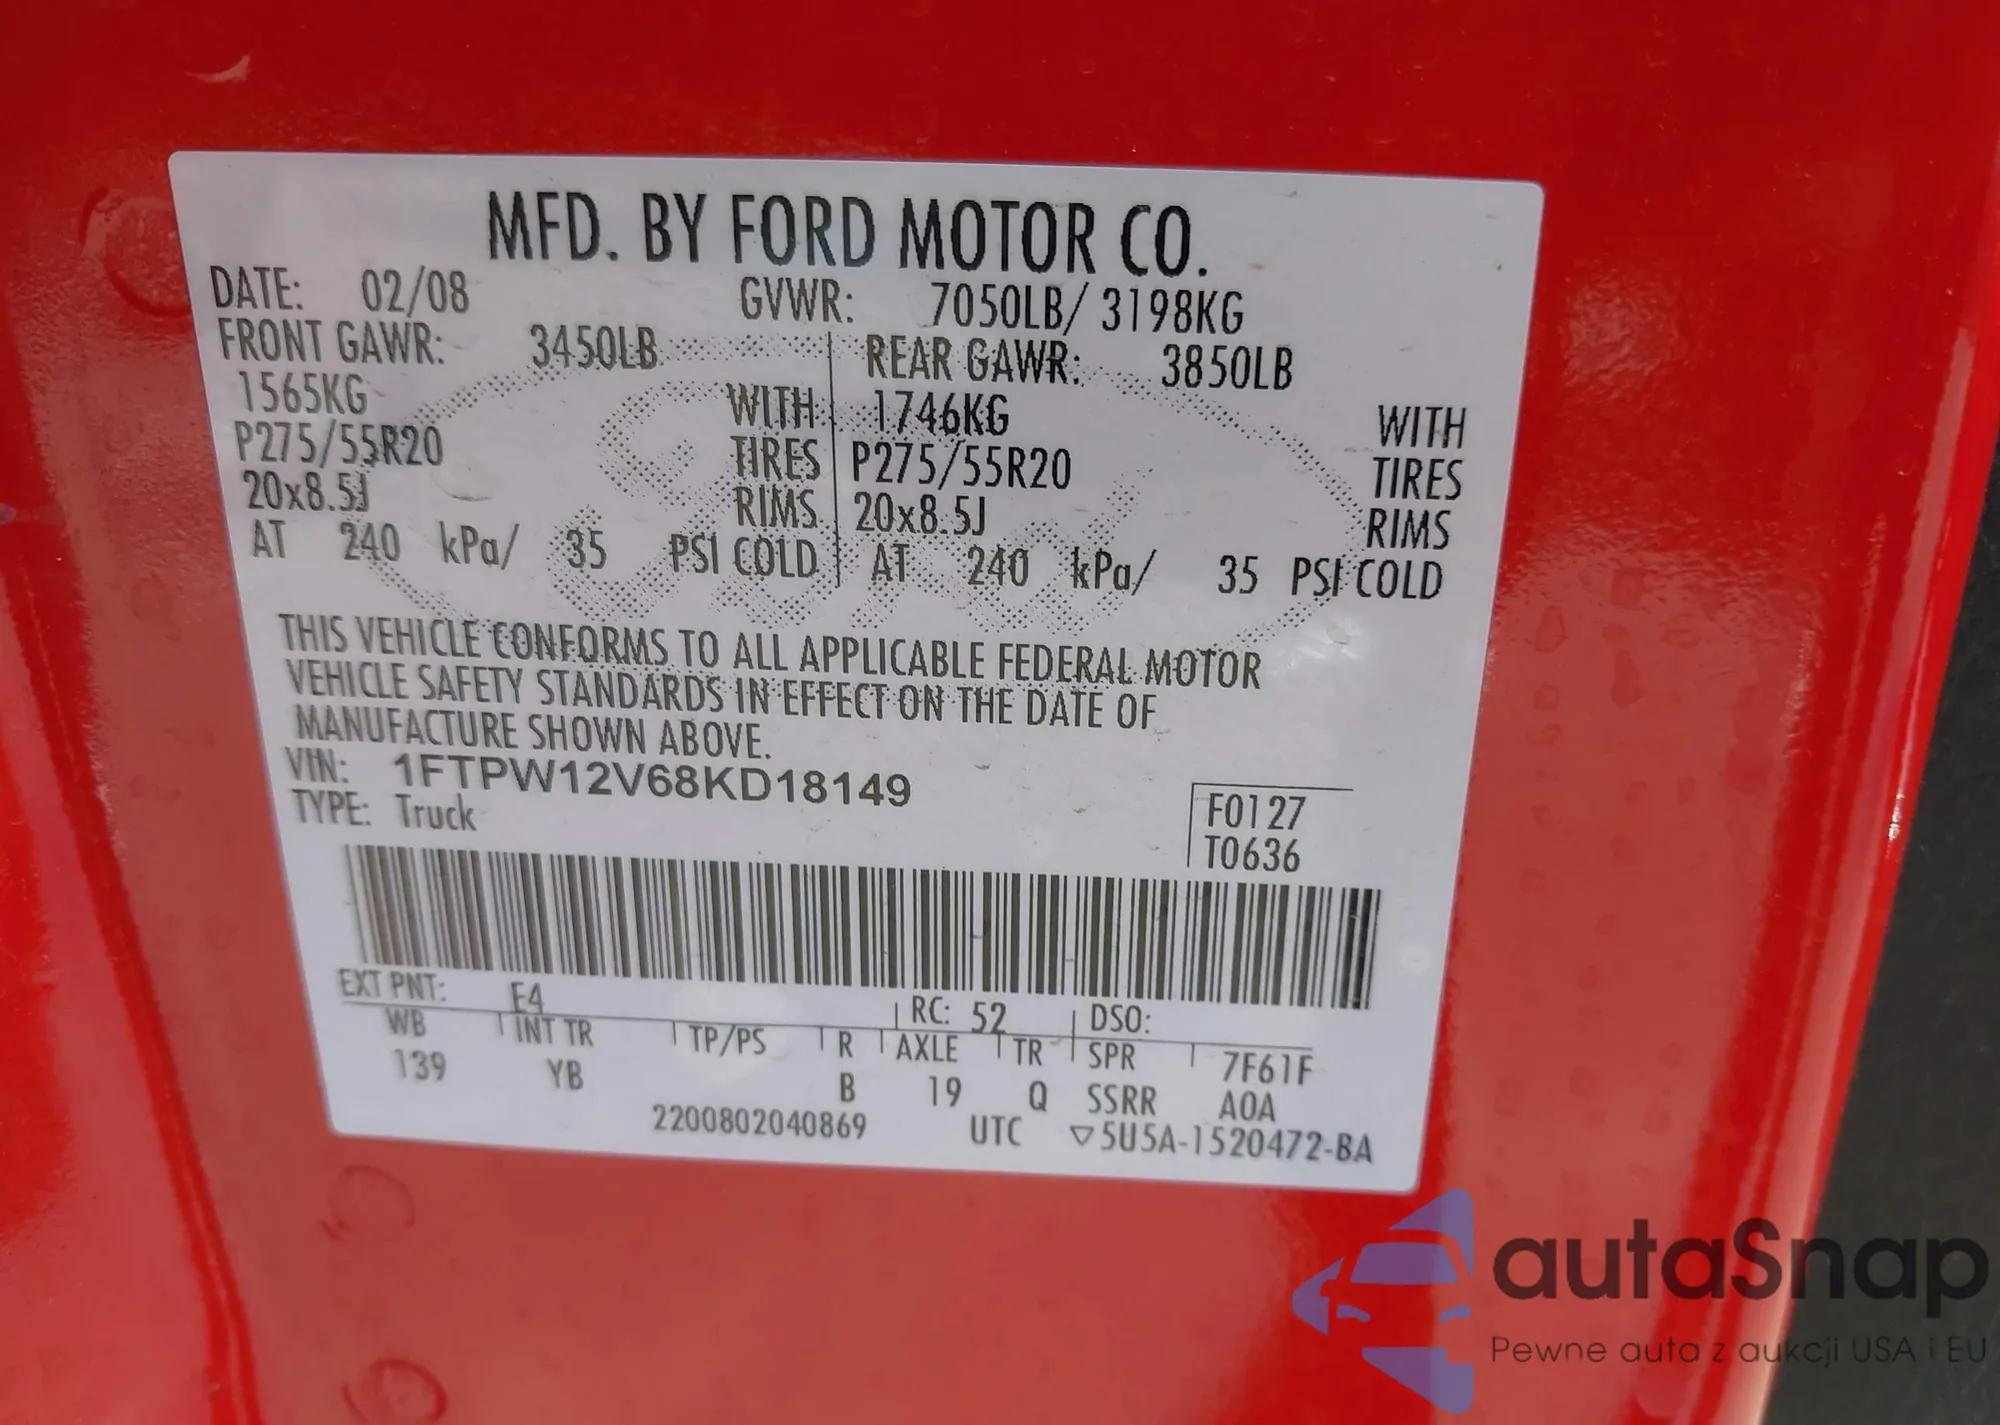 MFD. BY FORD MOTOR CO.
DATE: 02/08 GVWR: 7050LB/ 3198KG
FRONT GAWR: 3450LB REAR GAWR: 3850LB
1565KG WITH 1746KG WITH
P275/55R20 TIRES P275/55R20 TIRES
20x8.5J RIMS 20x8.5J RIMS
AT 240 kPa/ 35 PSI COLD AT 240 kPa/ 35 PSI COLD
THIS VEHICLE CONFORMS TO ALL APPLICABLE FEDERAL MOTOR
VEHICLE SAFETY STANDARDS IN EFFECT ON THE DATE OF
MANUFACTURE SHOWN ABOVE.
VIN: 1FTPW12V68KD18149
TYPE: Truck
F0127
T0636
EXT PNT: E4 RC: 52 DSO:
WB INT TR TP/PS R AXLE TR SPR 7F61F
139 YB B 19 Q SSRR A0A
2200802040869 UTC ▽5U5A-1520472-BA
autaSnap
Pewne auta z aukcji USA i EU